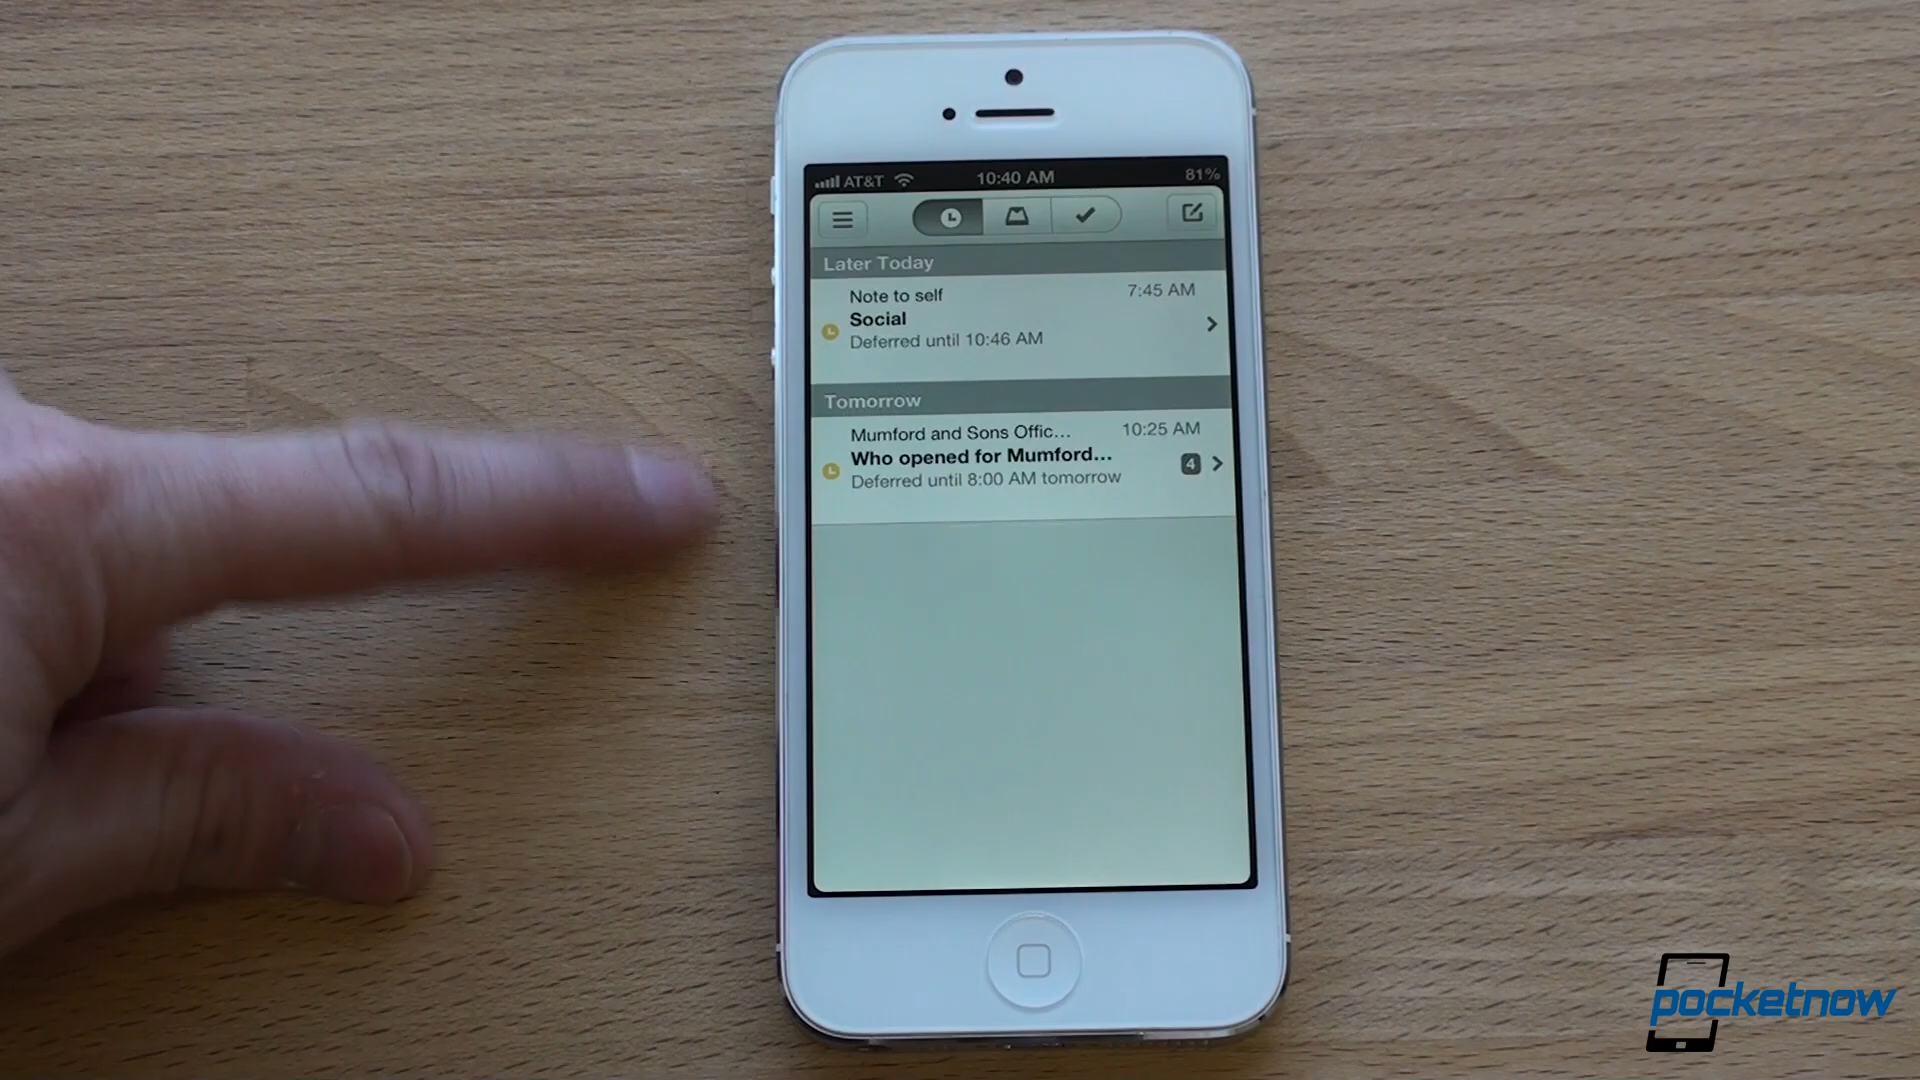 AT&T 10:40 AM 81%
Later Today
Note to self 7:45 AM
Social
Deferred until 10:46 AM
Tomorrow
Mumford and Sons Offic... 10:25 AM
Who opened for Mumford...
4
Deferred until 8:00 AM tomorrow
pocketnow